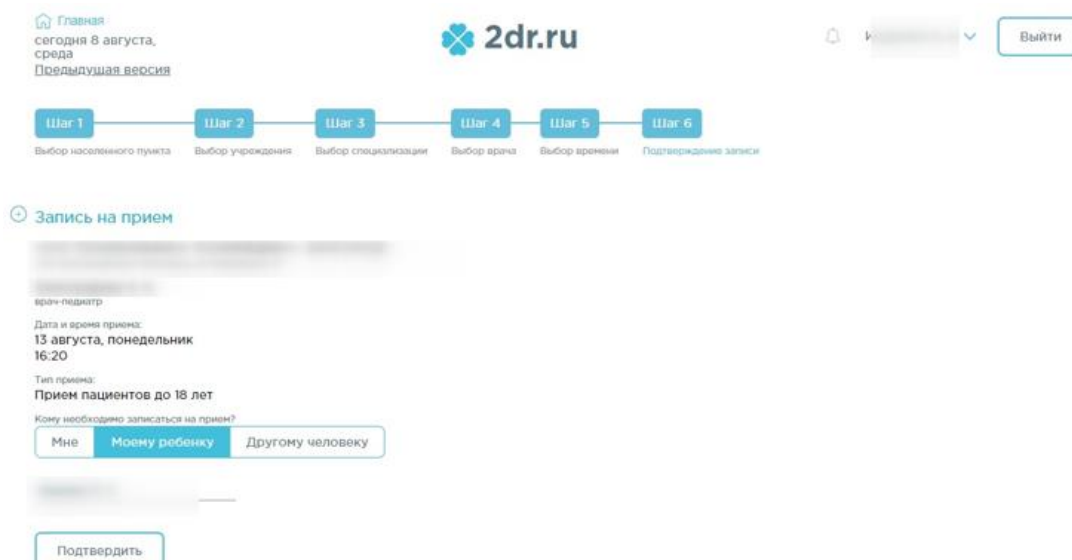 Главная
сегодня 8 августа,
среда
Предыдущая версия
2dr.ru
Выйти
Шаг 1
Шаг 2
Шаг 3
Шаг 4
Шаг 5
Шаг 6
Выбор населенного пункта
Выбор учреждения
Выбор специализации
Выбор врача
Выбор времени
Подтверждение записи
Запись на прием
врач-педиатр
Дата и время приема:
13 августа, понедельник
16:20
Тип приема:
Прием пациентов до 18 лет
Кому необходимо записаться на прием?
Мне
Моему ребенку
Другому человеку
Подтвердить